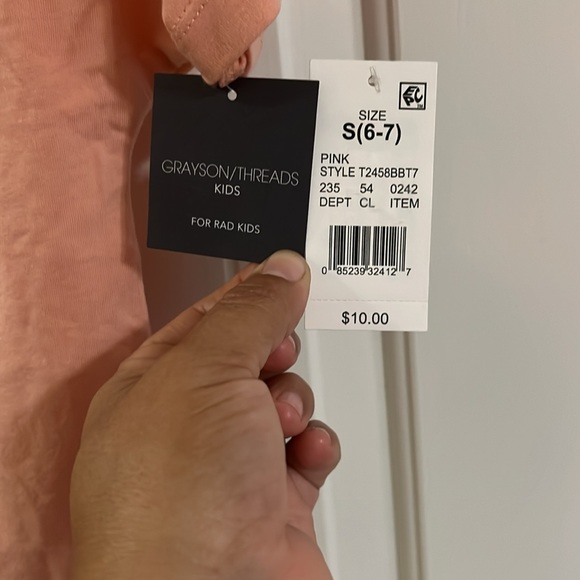 GRAYSON/THREADS
KIDS
FOR RAD KIDS
SIZE
S(6-7)
PINK
STYLE T2458BBT7
235 54 0242
DEPT CL ITEM
0 85239 32412 7
$10.00